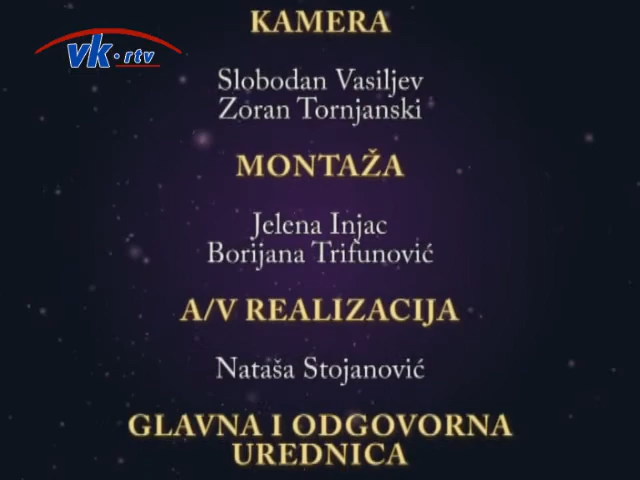 KAMERA
vk·rtv
Slobodan Vasiljev
Zoran Tornjanski
MONTAŽA
Jelena Injac
Borijana Trifunović
A/V REALIZACIJA
Nataša Stojanović
GLAVNA I ODGOVORNA
UREDNICA